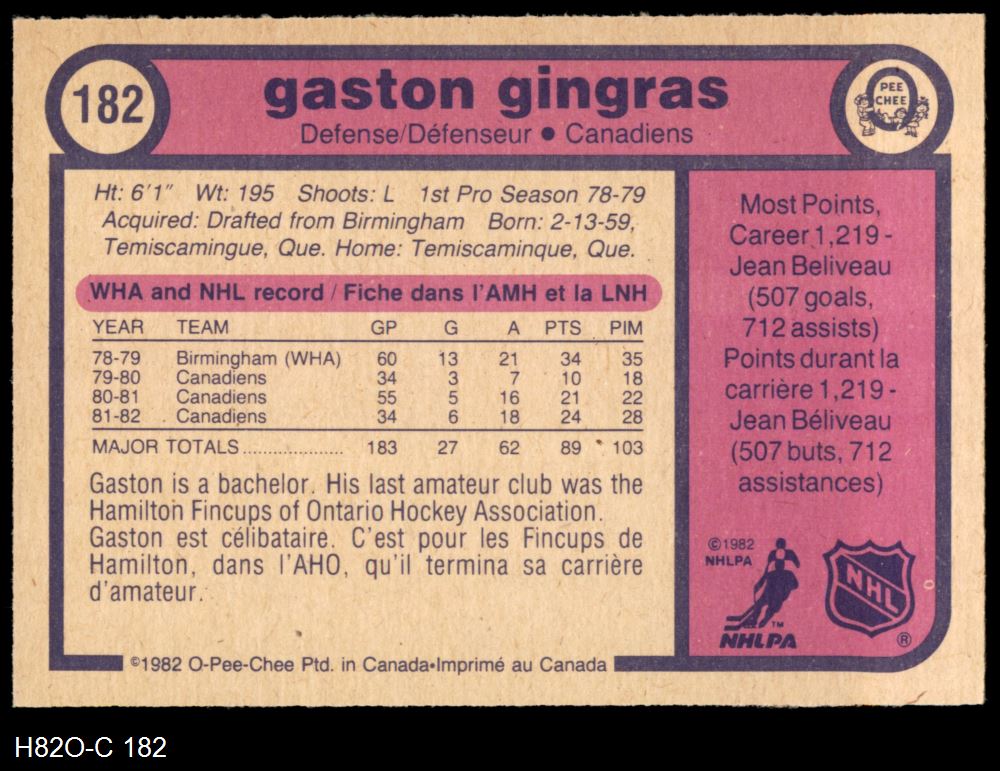 182
gaston gingras
Defense/Défenseur • Canadiens
PEE
CHEE
Ht: 6'1" Wt: 195 Shoots: L 1st Pro Season 78-79
Acquired: Drafted from Birmingham Born: 2-13-59,
Temiscamingue, Que. Home: Temiscaminque, Que.
WHA and NHL record / Fiche dans l'AMH et la LNH
YEAR TEAM GP G A PTS PIM
78-79 Birmingham (WHA) 60 13 21 34 35
79-80 Canadiens 34 3 7 10 18
80-81 Canadiens 55 5 16 21 22
81-82 Canadiens 34 6 18 24 28
MAJOR TOTALS.................... 183 27 62 89 103
Gaston is a bachelor. His last amateur club was the
Hamilton Fincups of Ontario Hockey Association.
Gaston est célibataire. C'est pour les Fincups de
Hamilton, dans l'AHO, qu'il termina sa carrière
d'amateur.
Most Points,
Career 1,219 -
Jean Beliveau
(507 goals,
712 assists)
Points durant la
carrière 1,219 -
Jean Béliveau
(507 buts, 712
assistances)
©1982
NHLPA
TM
NHLPA
NHL
®
©1982 O-Pee-Chee Ptd. in Canada•Imprimé au Canada
H82O-C 182